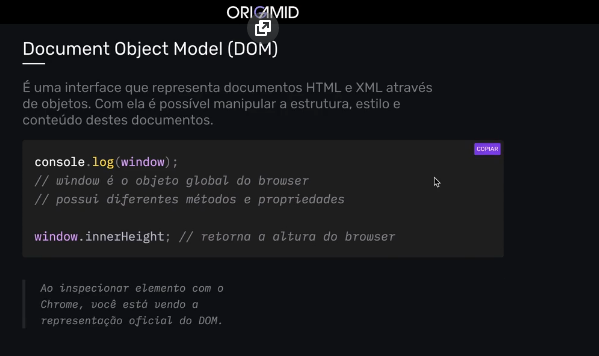 ORIGAMID
Document Object Model (DOM)
É uma interface que representa documentos HTML e XML através
de objetos. Com ela é possível manipular a estrutura, estilo e
conteúdo destes documentos.
COPIAR
console.log(window);
// window é o objeto global do browser
// possui diferentes métodos e propriedades
window.innerHeight; // retorna a altura do browser
Ao inspecionar elemento com o
Chrome, você está vendo a
representação oficial do DOM.